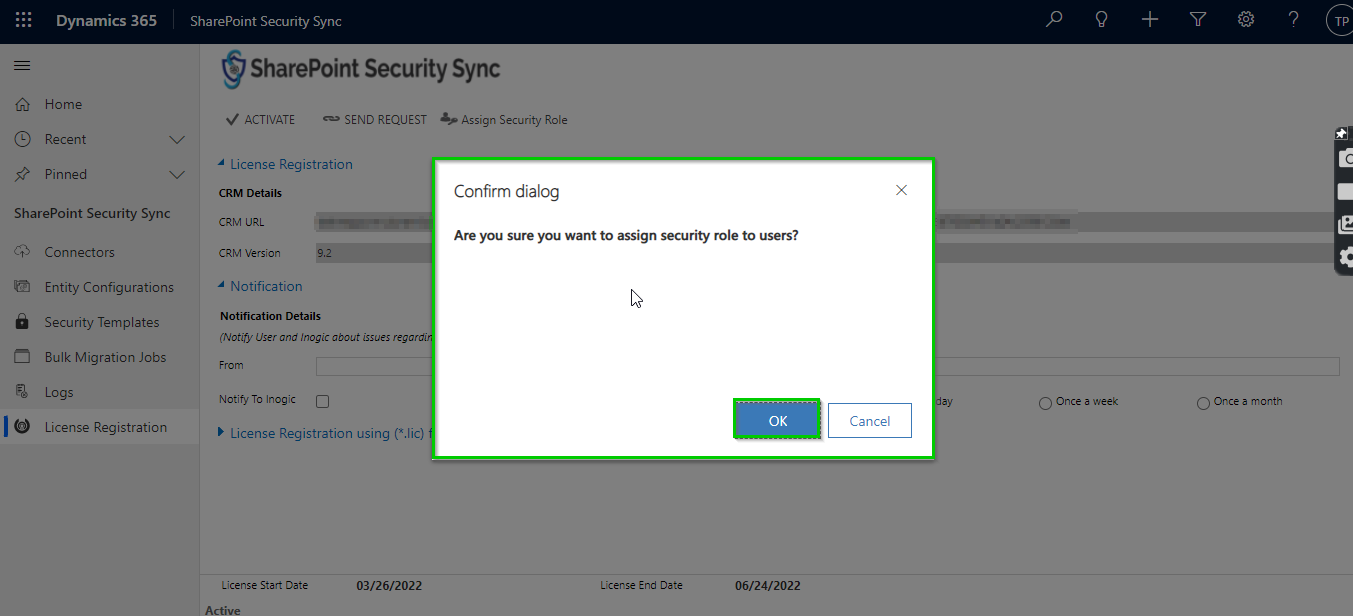 Dynamics 365
SharePoint Security Sync
TP
SharePoint Security Sync
ACTIVATE
SEND REQUEST
Assign Security Role
Home
Recent
Pinned
SharePoint Security Sync
Connectors
Entity Configurations
Security Templates
Bulk Migration Jobs
Logs
License Registration
License Registration
CRM Details
CRM URL
CRM Version
9.2
Notification
Notification Details
(Notify User and Inogic about issues regardin
From
Notify To Inogic
day
Once a week
Once a month
License Registration using (*.lic) f
Confirm dialog
Are you sure you want to assign security role to users?
OK
Cancel
License Start Date
03/26/2022
License End Date
06/24/2022
Active